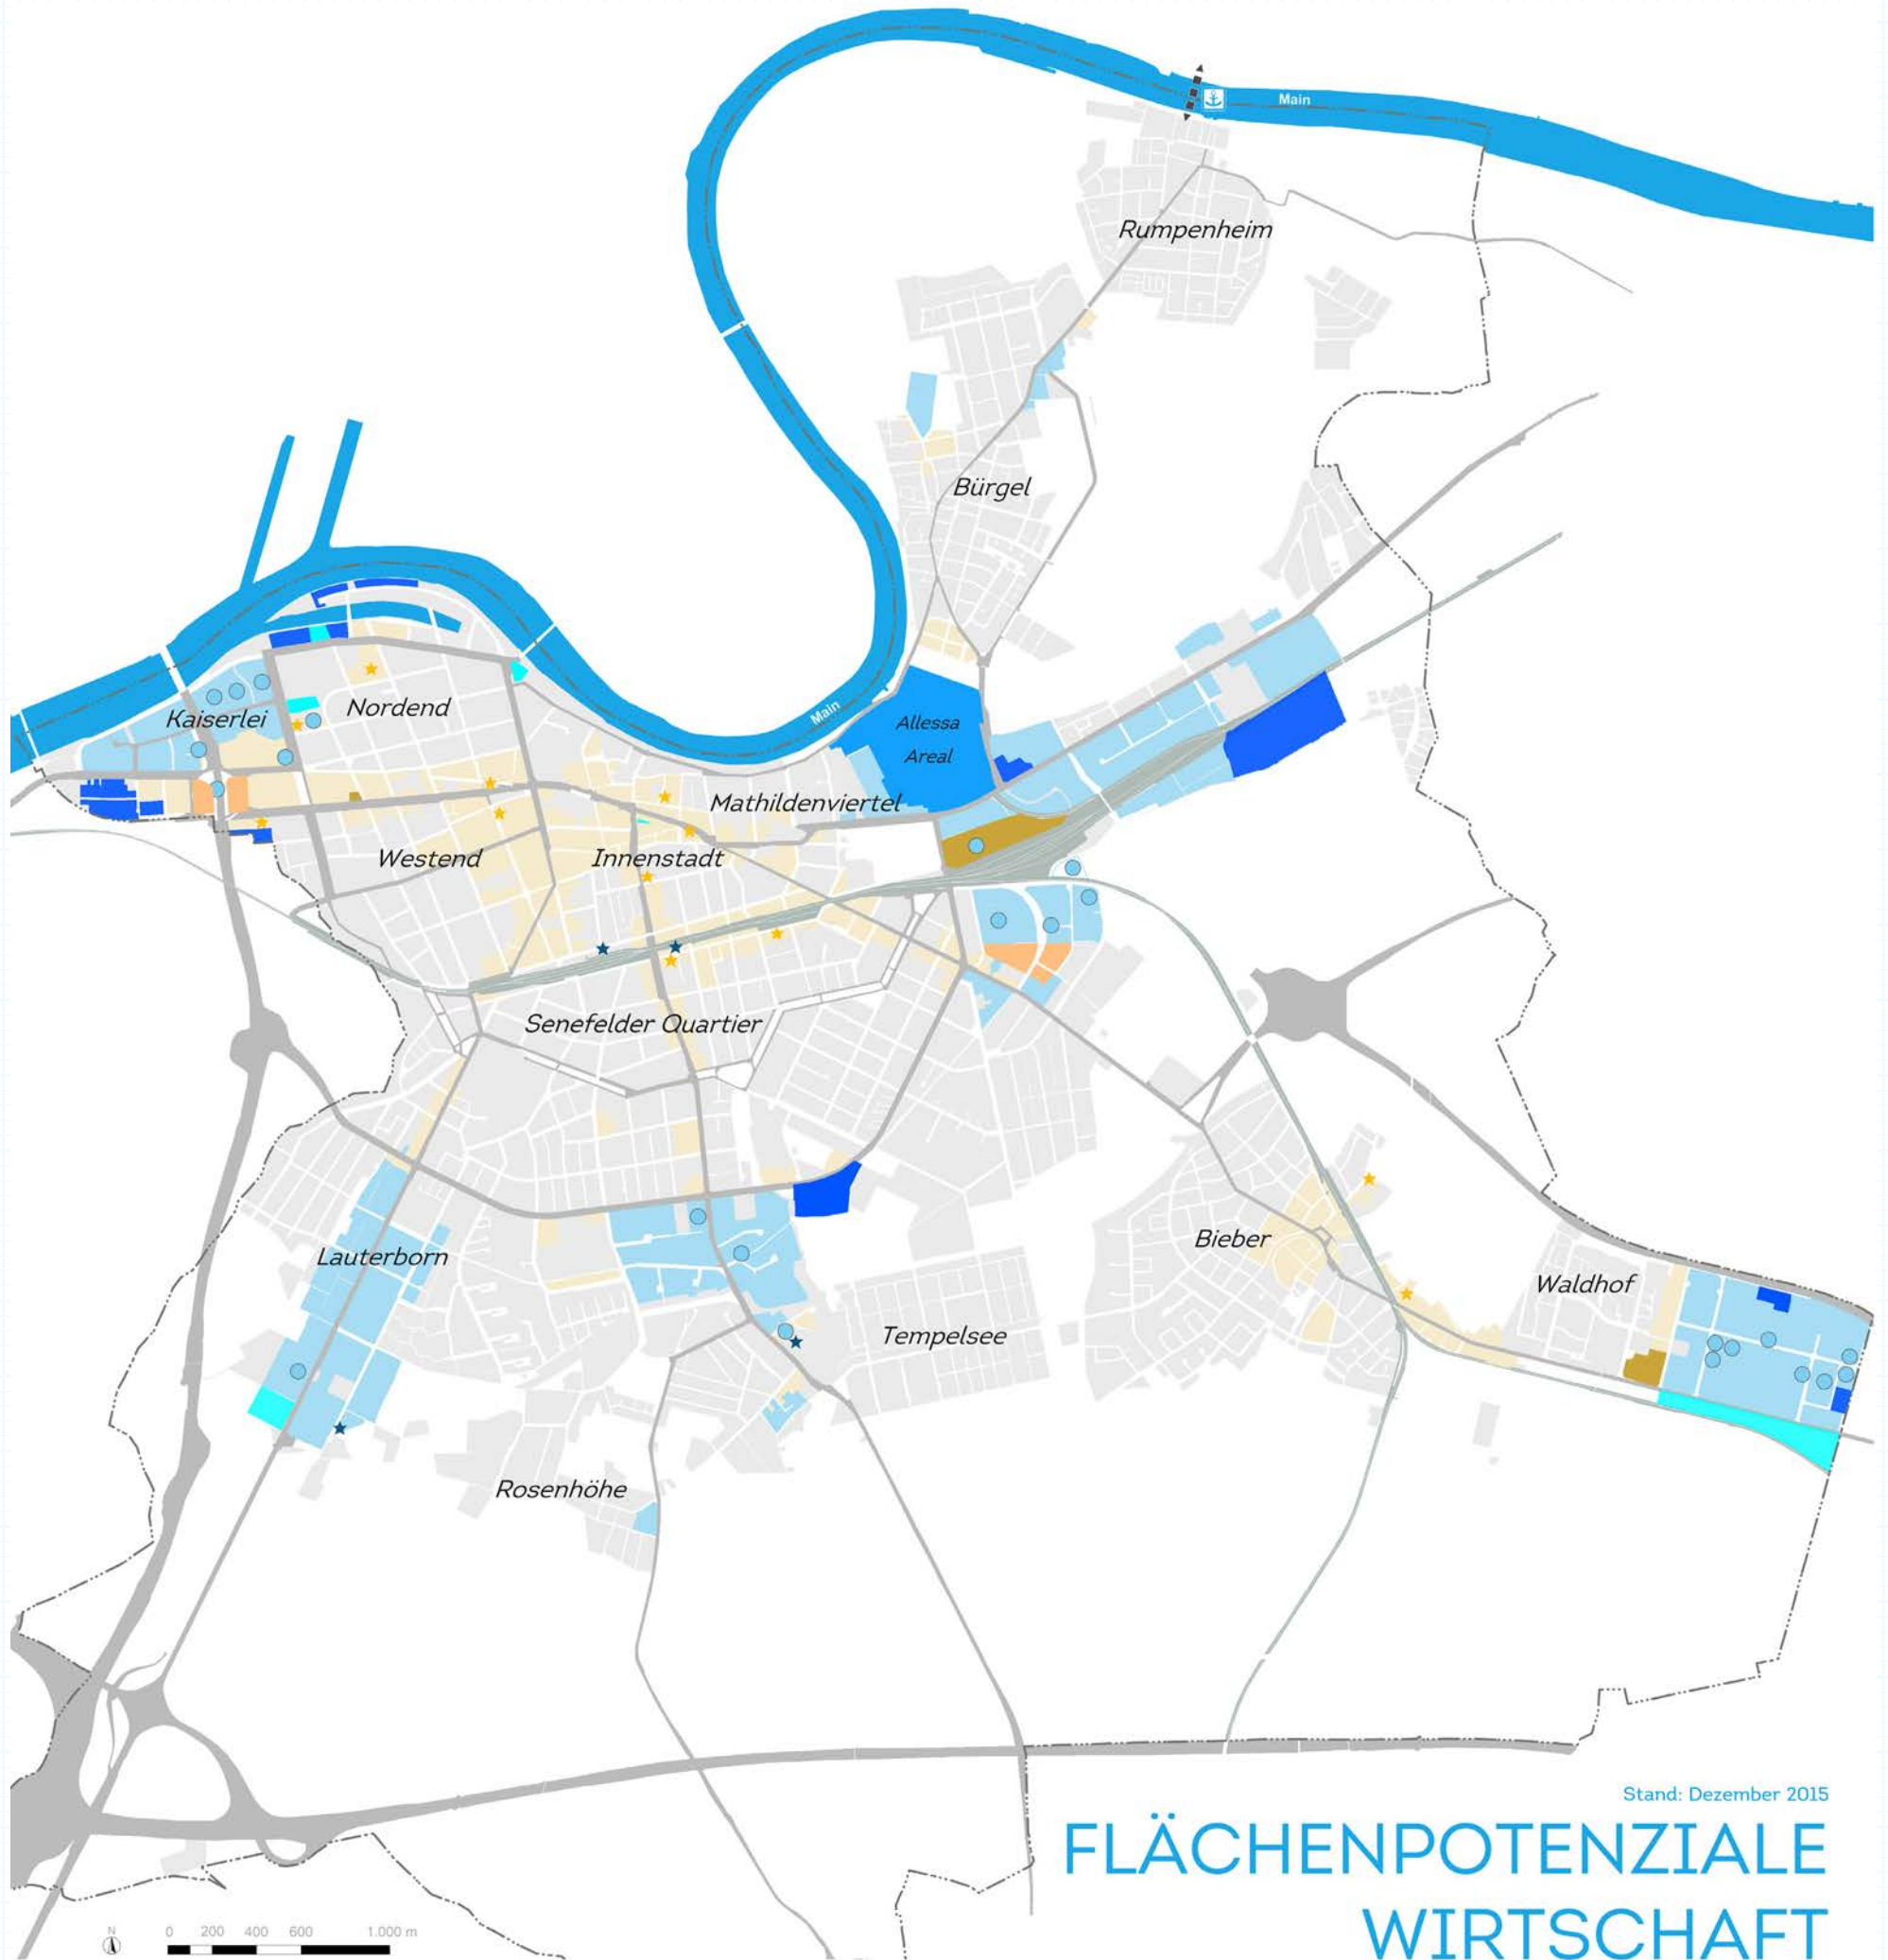 Main
Rumpenheim
Bürgel
Kaiserlei
Nordend
Main
Allessa
Areal
Mathildenviertel
Westend
Innenstadt
Senefelder Quartier
Lauterborn
Bieber
Waldhof
Tempelsee
Rosenhöhe
Stand: Dezember 2015
FLÄCHENPOTENZIALE
WIRTSCHAFT
N
0 200 400 600 1.000 m